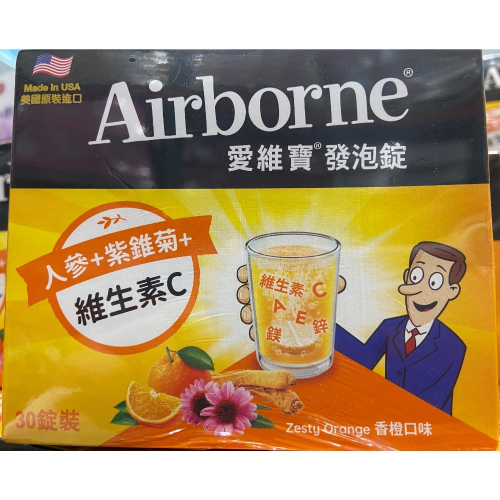 Made In USA
美國原裝進口
Airborne®
愛維寶®發泡錠
人參+紫錐菊+
維生素C
維生素 C
A E 鋅
鎂
30錠裝
Zesty Orange 香橙口味